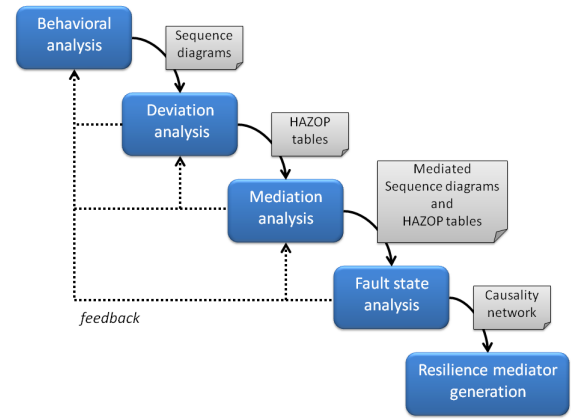 Behavioral
analysis
Sequence
diagrams
Deviation
analysis
HAZOP
tables
Mediation
analysis
Mediated
Sequence diagrams
and
HAZOP tables
Fault state
analysis
Causality
network
feedback
Resilience mediator
generation